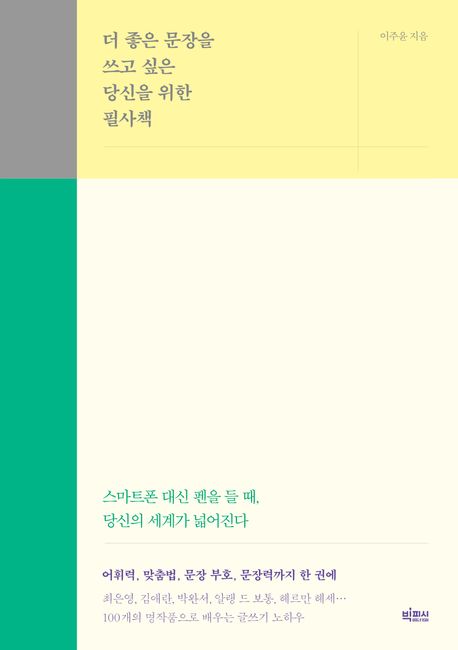 더 좋은 문장을
쓰고 싶은
당신을 위한
필사책
이주윤 지음
스마트폰 대신 펜을 들 때,
당신의 세계가 넓어진다
어휘력, 맞춤법, 문장 부호, 문장력까지 한 권에
최은영, 김애란, 박완서, 알랭 드 보통, 헤르만 헤세…
100개의 명작품으로 배우는 글쓰기 노하우
빅피시